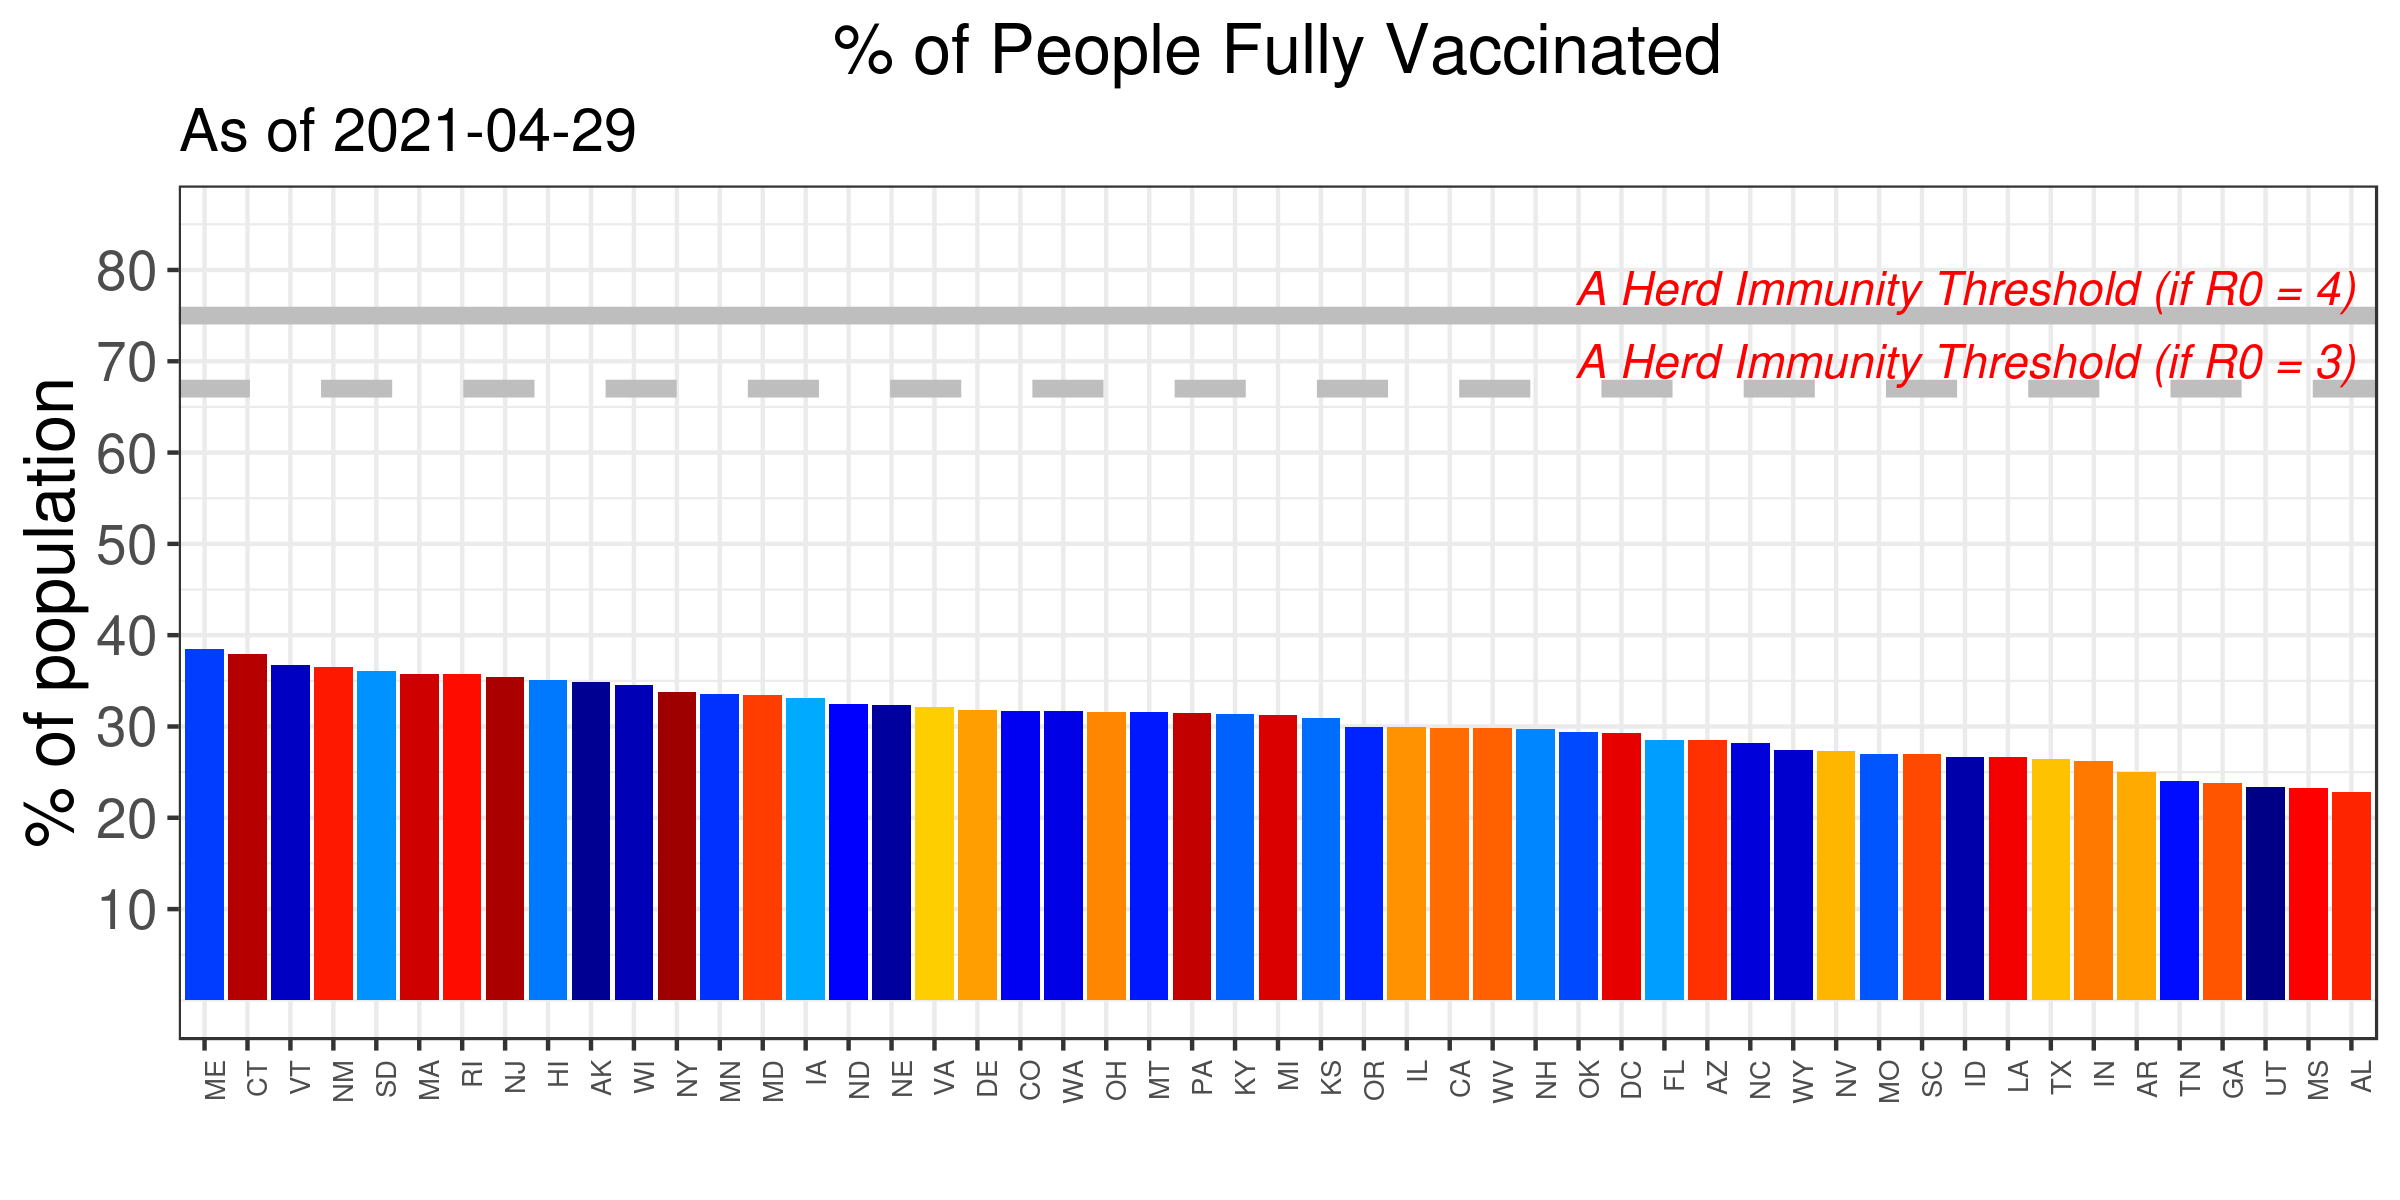 % of People Fully Vaccinated
As of 2021-04-29
% of population
80
70
60
50
40
30
20
10
A Herd Immunity Threshold (if R0 = 4)
A Herd Immunity Threshold (if R0 = 3)
ME CT VT NM SD MA RI NJ HI AK WI NY MN MD IA ND NE VA DE CO WA OH MT PA KY MI KS OR IL CA WV NH OK DC FL AZ NC WY NV MO SC ID LA TX IN AR TN GA UT MS AL